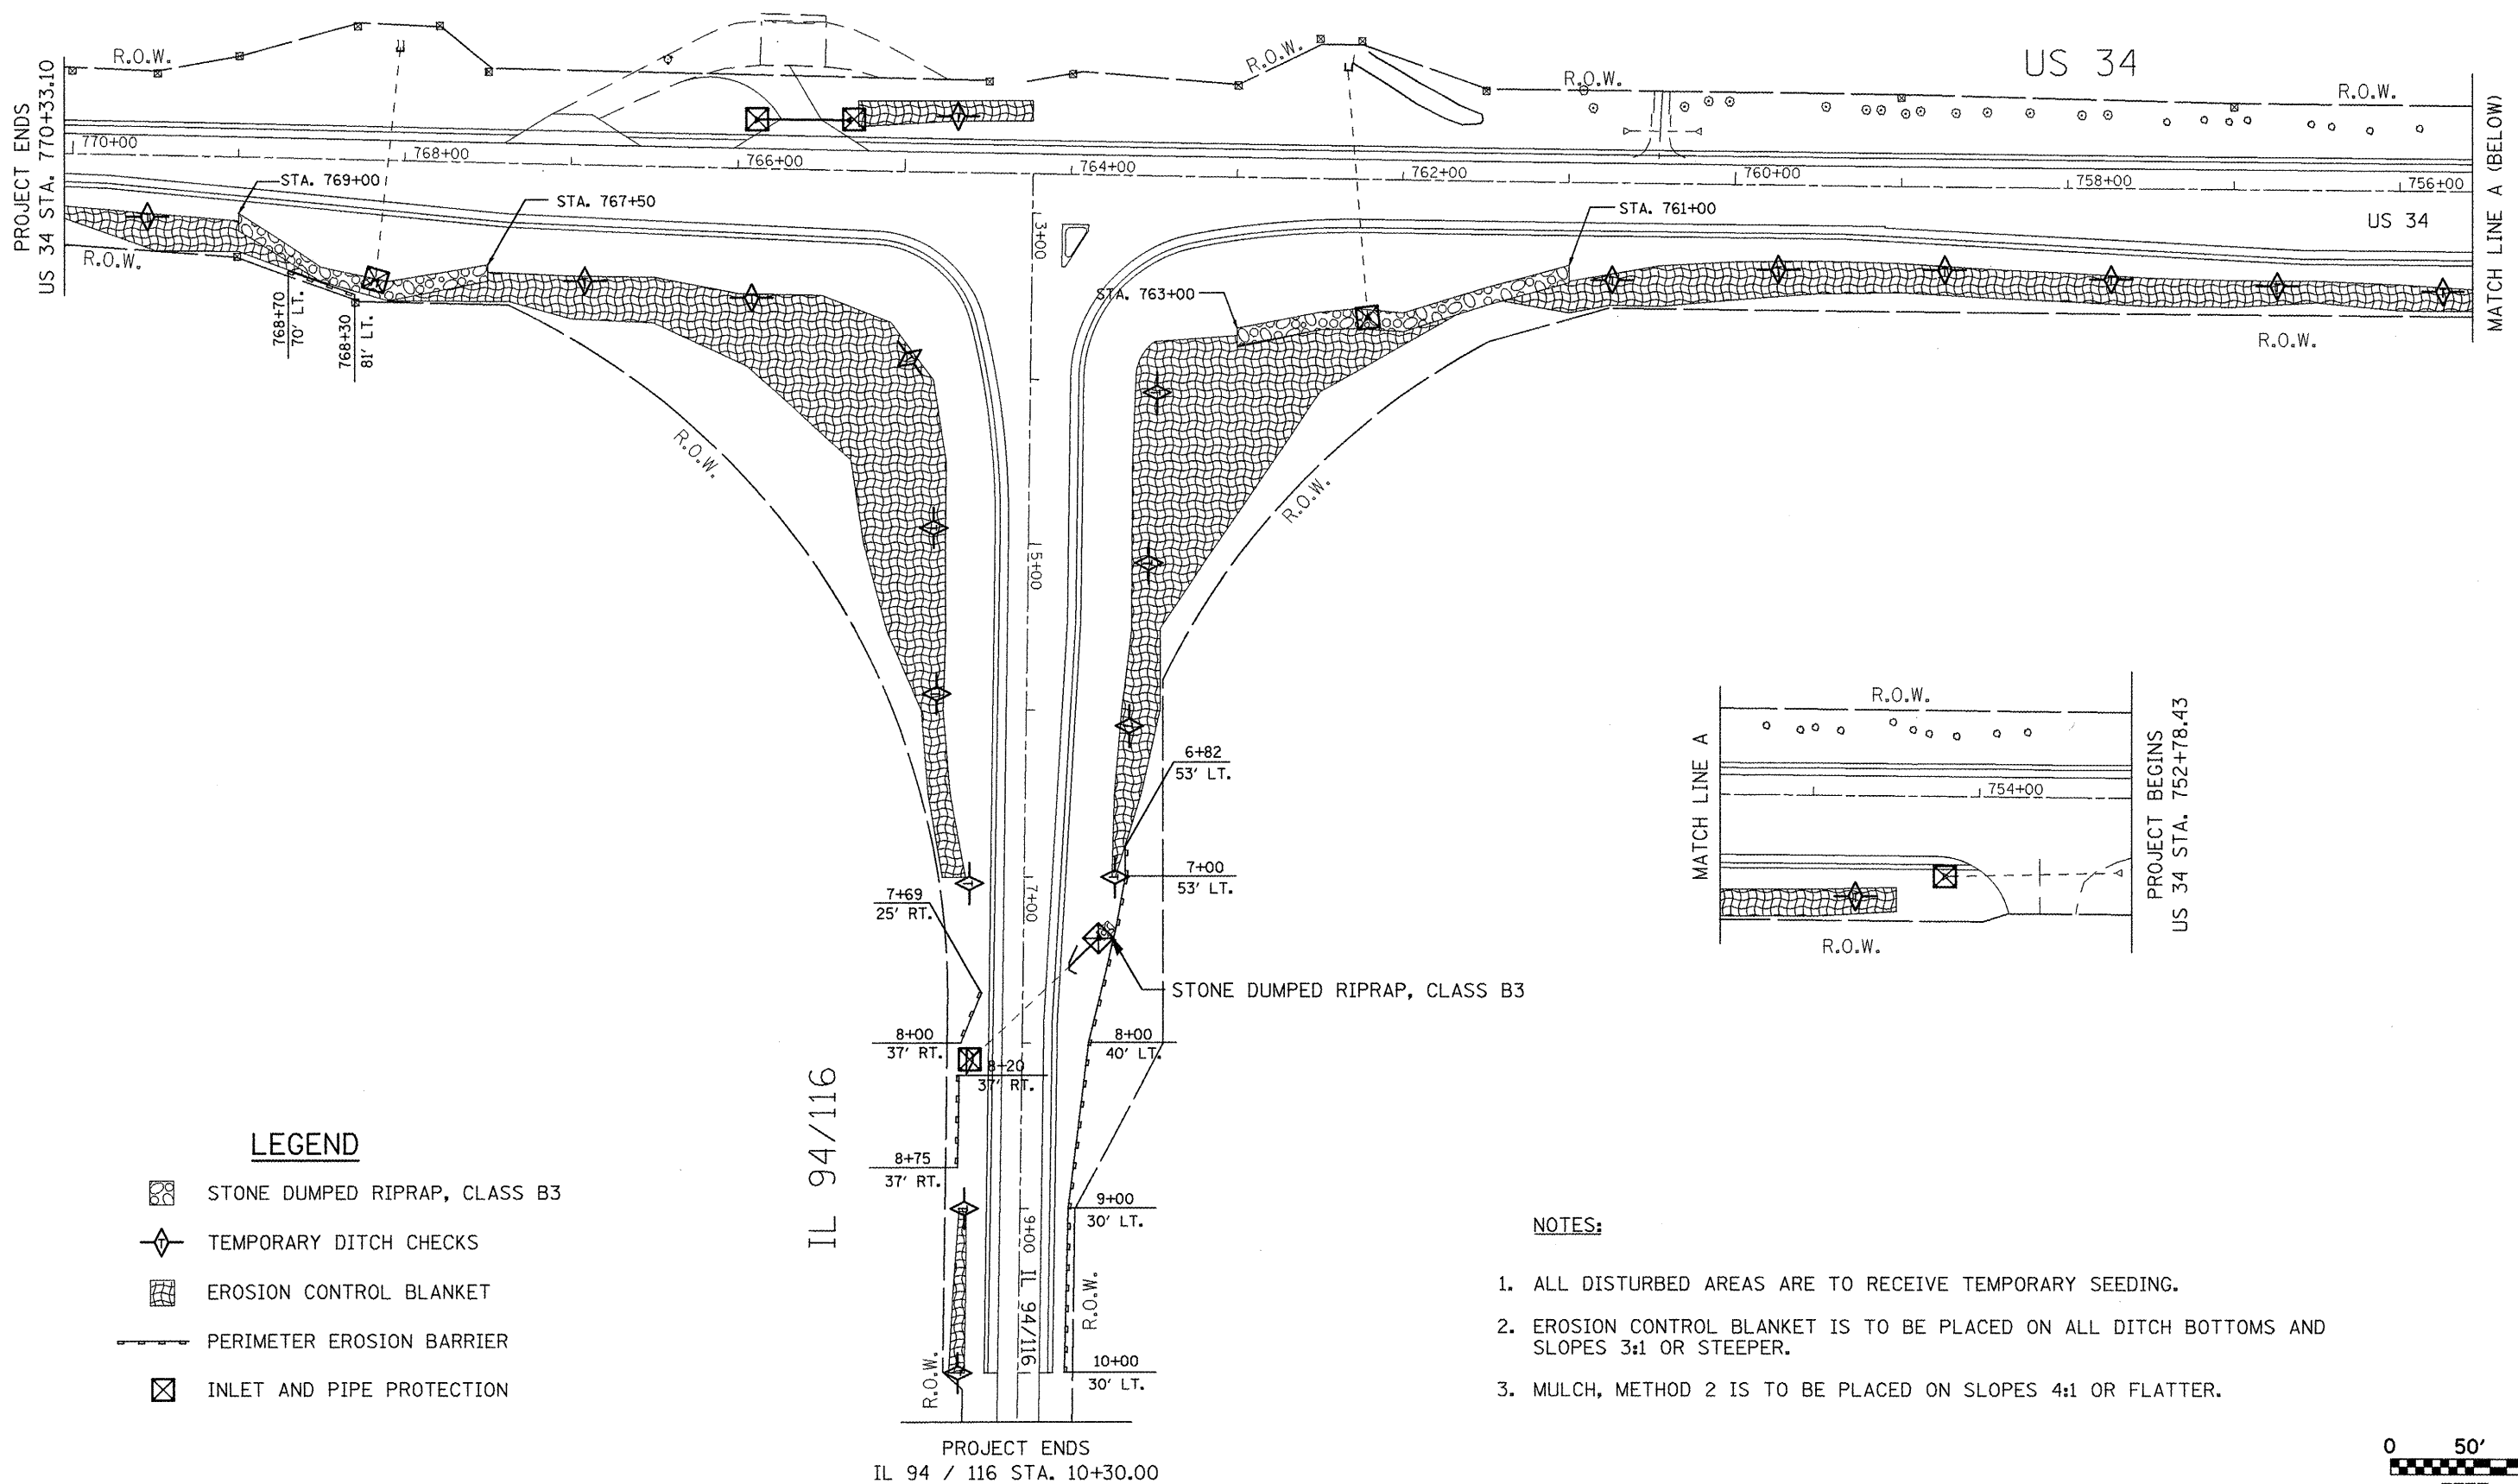 US 34
R.O.W.
R.O.W.
R.O.W.
R.O.W.
PROJECT ENDS
US 34 STA. 770+33.10
770+00
768+00
766+00
764+00
762+00
760+00
758+00
756+00
MATCH LINE A (BELOW)
STA. 769+00
STA. 767+50
STA. 761+00
US 34
3+00
R.O.W.
STA. 763+00
768+70
70' LT.
768+30
81' LT.
R.O.W.
R.O.W.
R.O.W.
5+00
6+82
53' LT.
7+00
53' LT.
7+69
25' RT.
7+00
STONE DUMPED RIPRAP, CLASS B3
8+00
37' RT.
8+00
40' LT.
8+20
37' RT.
8+75
37' RT.
9+00
30' LT.
9+00
IL 94/116
IL 94/116
R.O.W.
R.O.W.
10+00
30' LT.
PROJECT ENDS
IL 94 / 116 STA. 10+30.00
MATCH LINE A
R.O.W.
754+00
R.O.W.
PROJECT BEGINS
US 34 STA. 752+78.43
LEGEND
STONE DUMPED RIPRAP, CLASS B3
T TEMPORARY DITCH CHECKS
EROSION CONTROL BLANKET
PERIMETER EROSION BARRIER
INLET AND PIPE PROTECTION
NOTES:
1. ALL DISTURBED AREAS ARE TO RECEIVE TEMPORARY SEEDING.
2. EROSION CONTROL BLANKET IS TO BE PLACED ON ALL DITCH BOTTOMS AND
SLOPES 3:1 OR STEEPER.
3. MULCH, METHOD 2 IS TO BE PLACED ON SLOPES 4:1 OR FLATTER.
0 50'